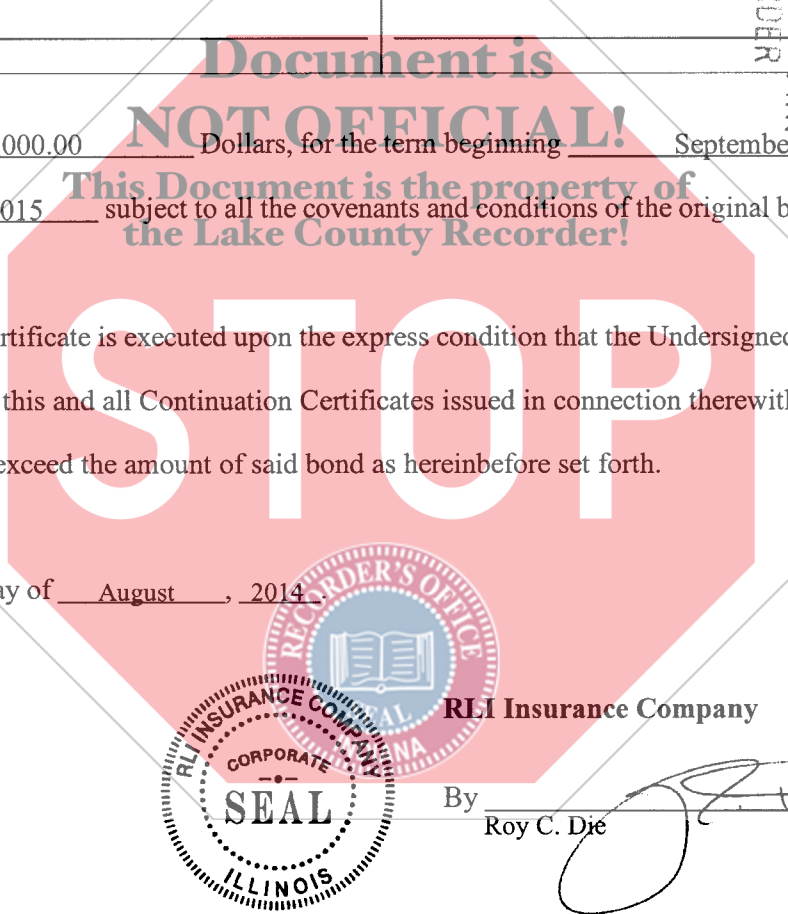 DER
Document is
NOT OFFICIAL!
000.00 Dollars, for the term beginning Septembe
This Document is the property of
015 subject to all the covenants and conditions of the original b
the Lake County Recorder!
STOP
rtificate is executed upon the express condition that the Undersigned
this and all Continuation Certificates issued in connection therewith
exceed the amount of said bond as hereinbefore set forth.
ay of August , 2014.
RECORDER'S OFFICE
SEAL
INDIANA
RLI INSURANCE COMPANY
CORPORATE
SEAL
ILLINOIS
RLI Insurance Company
By
Roy C. Die